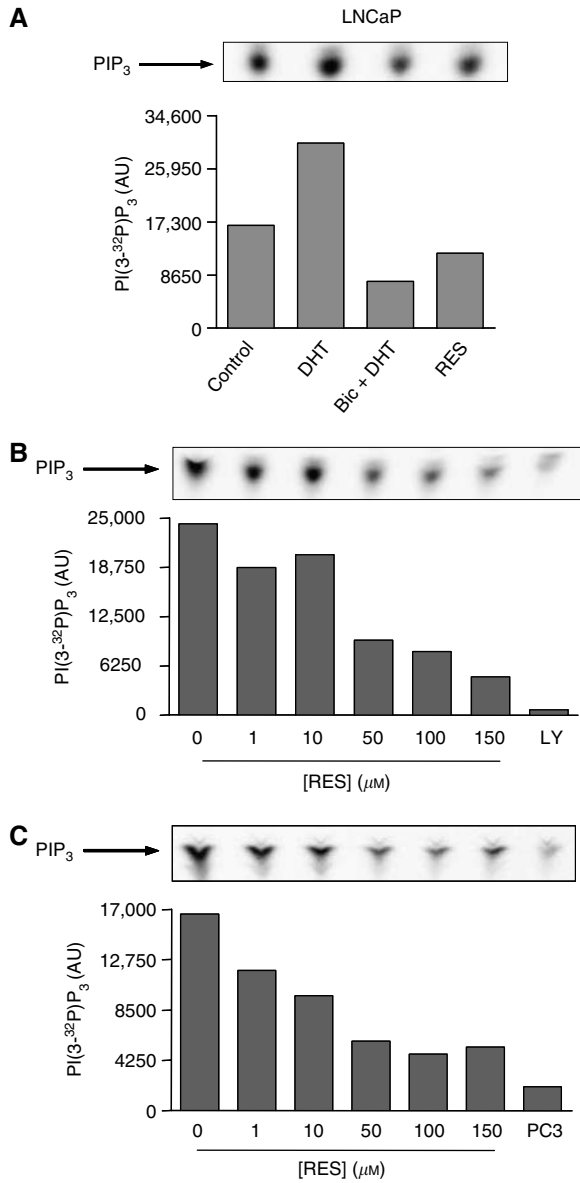 A
LNCaP
PIP₃
PI(3-³²P)P₃ (AU)
34,600
25,950
17,300
8650
0
Control
DHT
Bic + DHT
RES
B
PIP₃
PI(3-³²P)P₃ (AU)
25,000
18,750
12,500
6250
0
0 1 10 50 100 150 LY
[RES] (µM)
C
PIP₃
PI(3-³²P)P₃ (AU)
17,000
12,750
8500
4250
0
0 1 10 50 100 150 PC3
[RES] (µM)